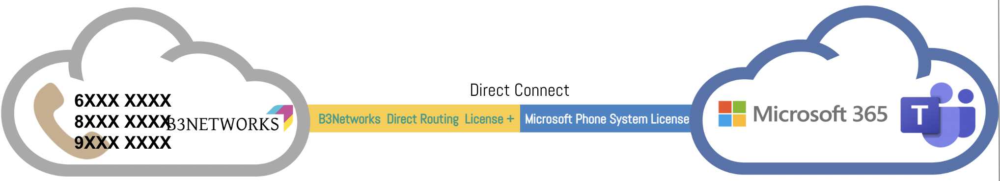 Direct Connect
6XXX XXXX
8XXX XXXX
9XXX XXXX
B3NETWORKS
B3Networks Direct Routing License +
Microsoft Phone System License
Microsoft 365
T